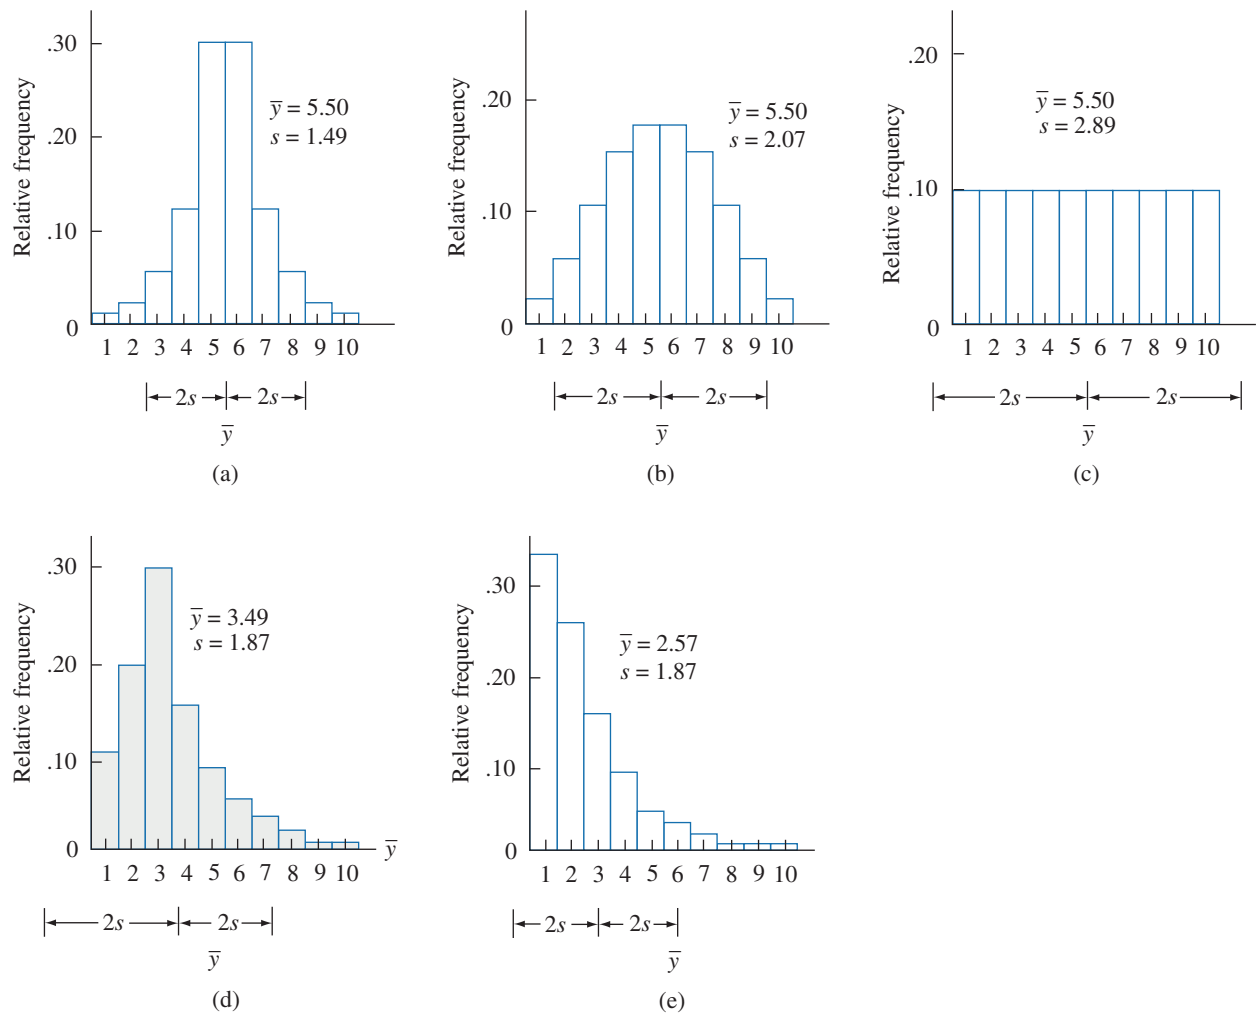 Relative frequency
.30
.20
.10
0
y̅ = 5.50
s = 1.49
1 2 3 4 5 6 7 8 9 10
2s 2s
y̅
(a)
Relative frequency
.20
.10
0
y̅ = 5.50
s = 2.07
1 2 3 4 5 6 7 8 9 10
2s 2s
y̅
(b)
Relative frequency
.20
.10
0
y̅ = 5.50
s = 2.89
1 2 3 4 5 6 7 8 9 10
2s 2s
y̅
(c)
Relative frequency
.30
.20
.10
0
y̅ = 3.49
s = 1.87
1 2 3 4 5 6 7 8 9 10
y̅
2s 2s
y̅
(d)
Relative frequency
.30
.20
.10
0
y̅ = 2.57
s = 1.87
1 2 3 4 5 6 7 8 9 10
2s 2s
y̅
(e)